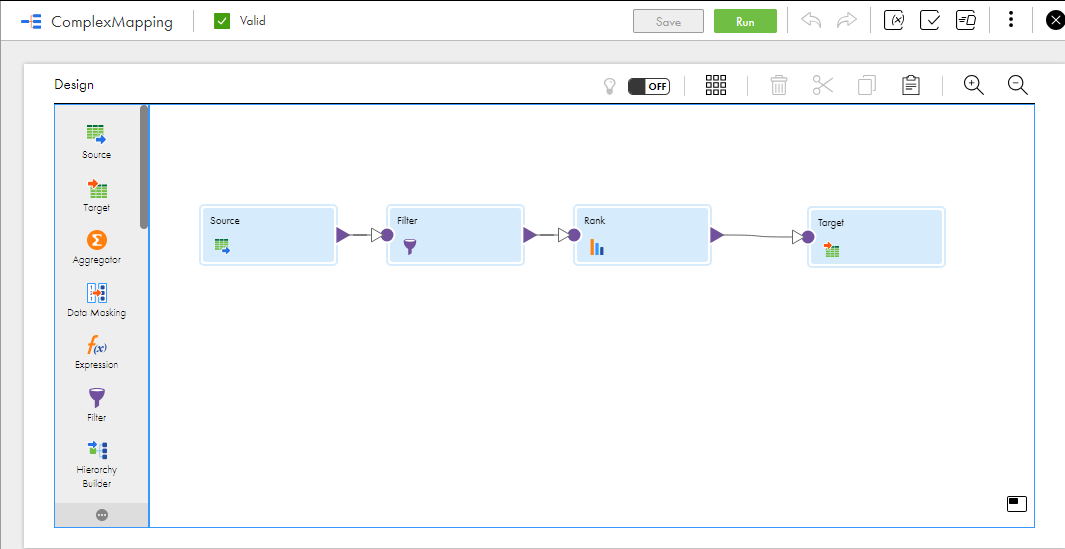 ComplexMapping
Valid
Save
Run
Design
OFF
Source
Target
Aggregator
Data Masking
f(x)
Expression
Filter
Hierarchy
Builder
Source
Filter
Rank
Target